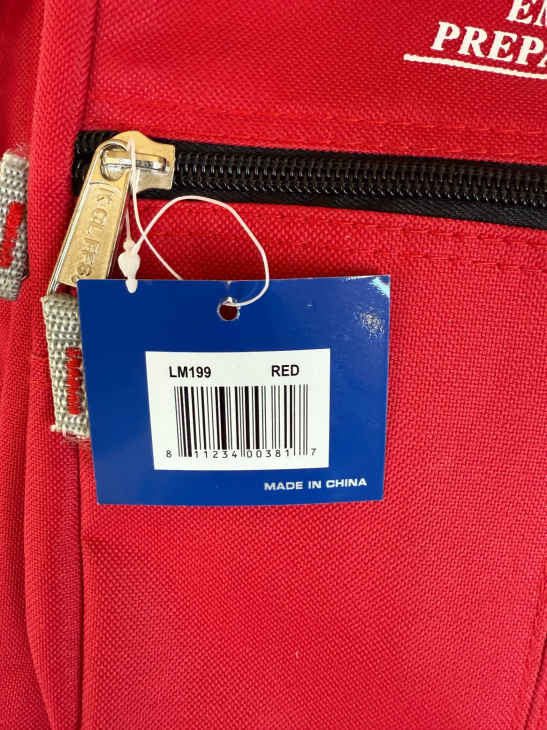 PREPA
LM199 RED
8 11234 00381 7
MADE IN CHINA